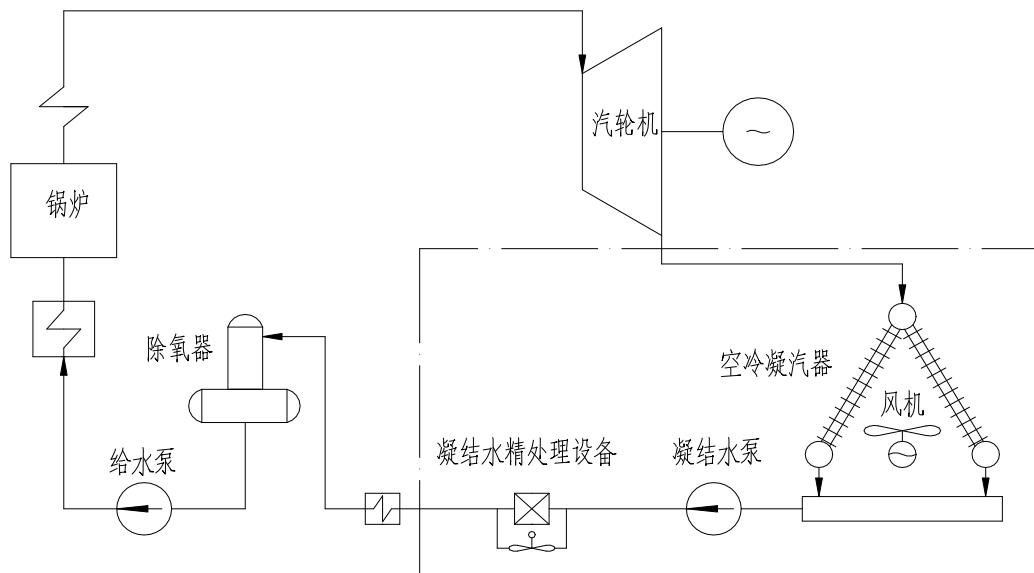 汽轮机
锅炉
除氧器
空冷凝汽器
风机
给水泵
凝结水精处理设备
凝结水泵